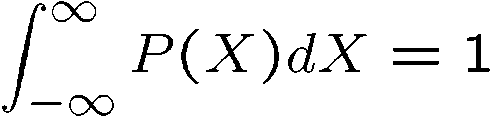 ∫_{-∞}^{∞} P(X)dX = 1